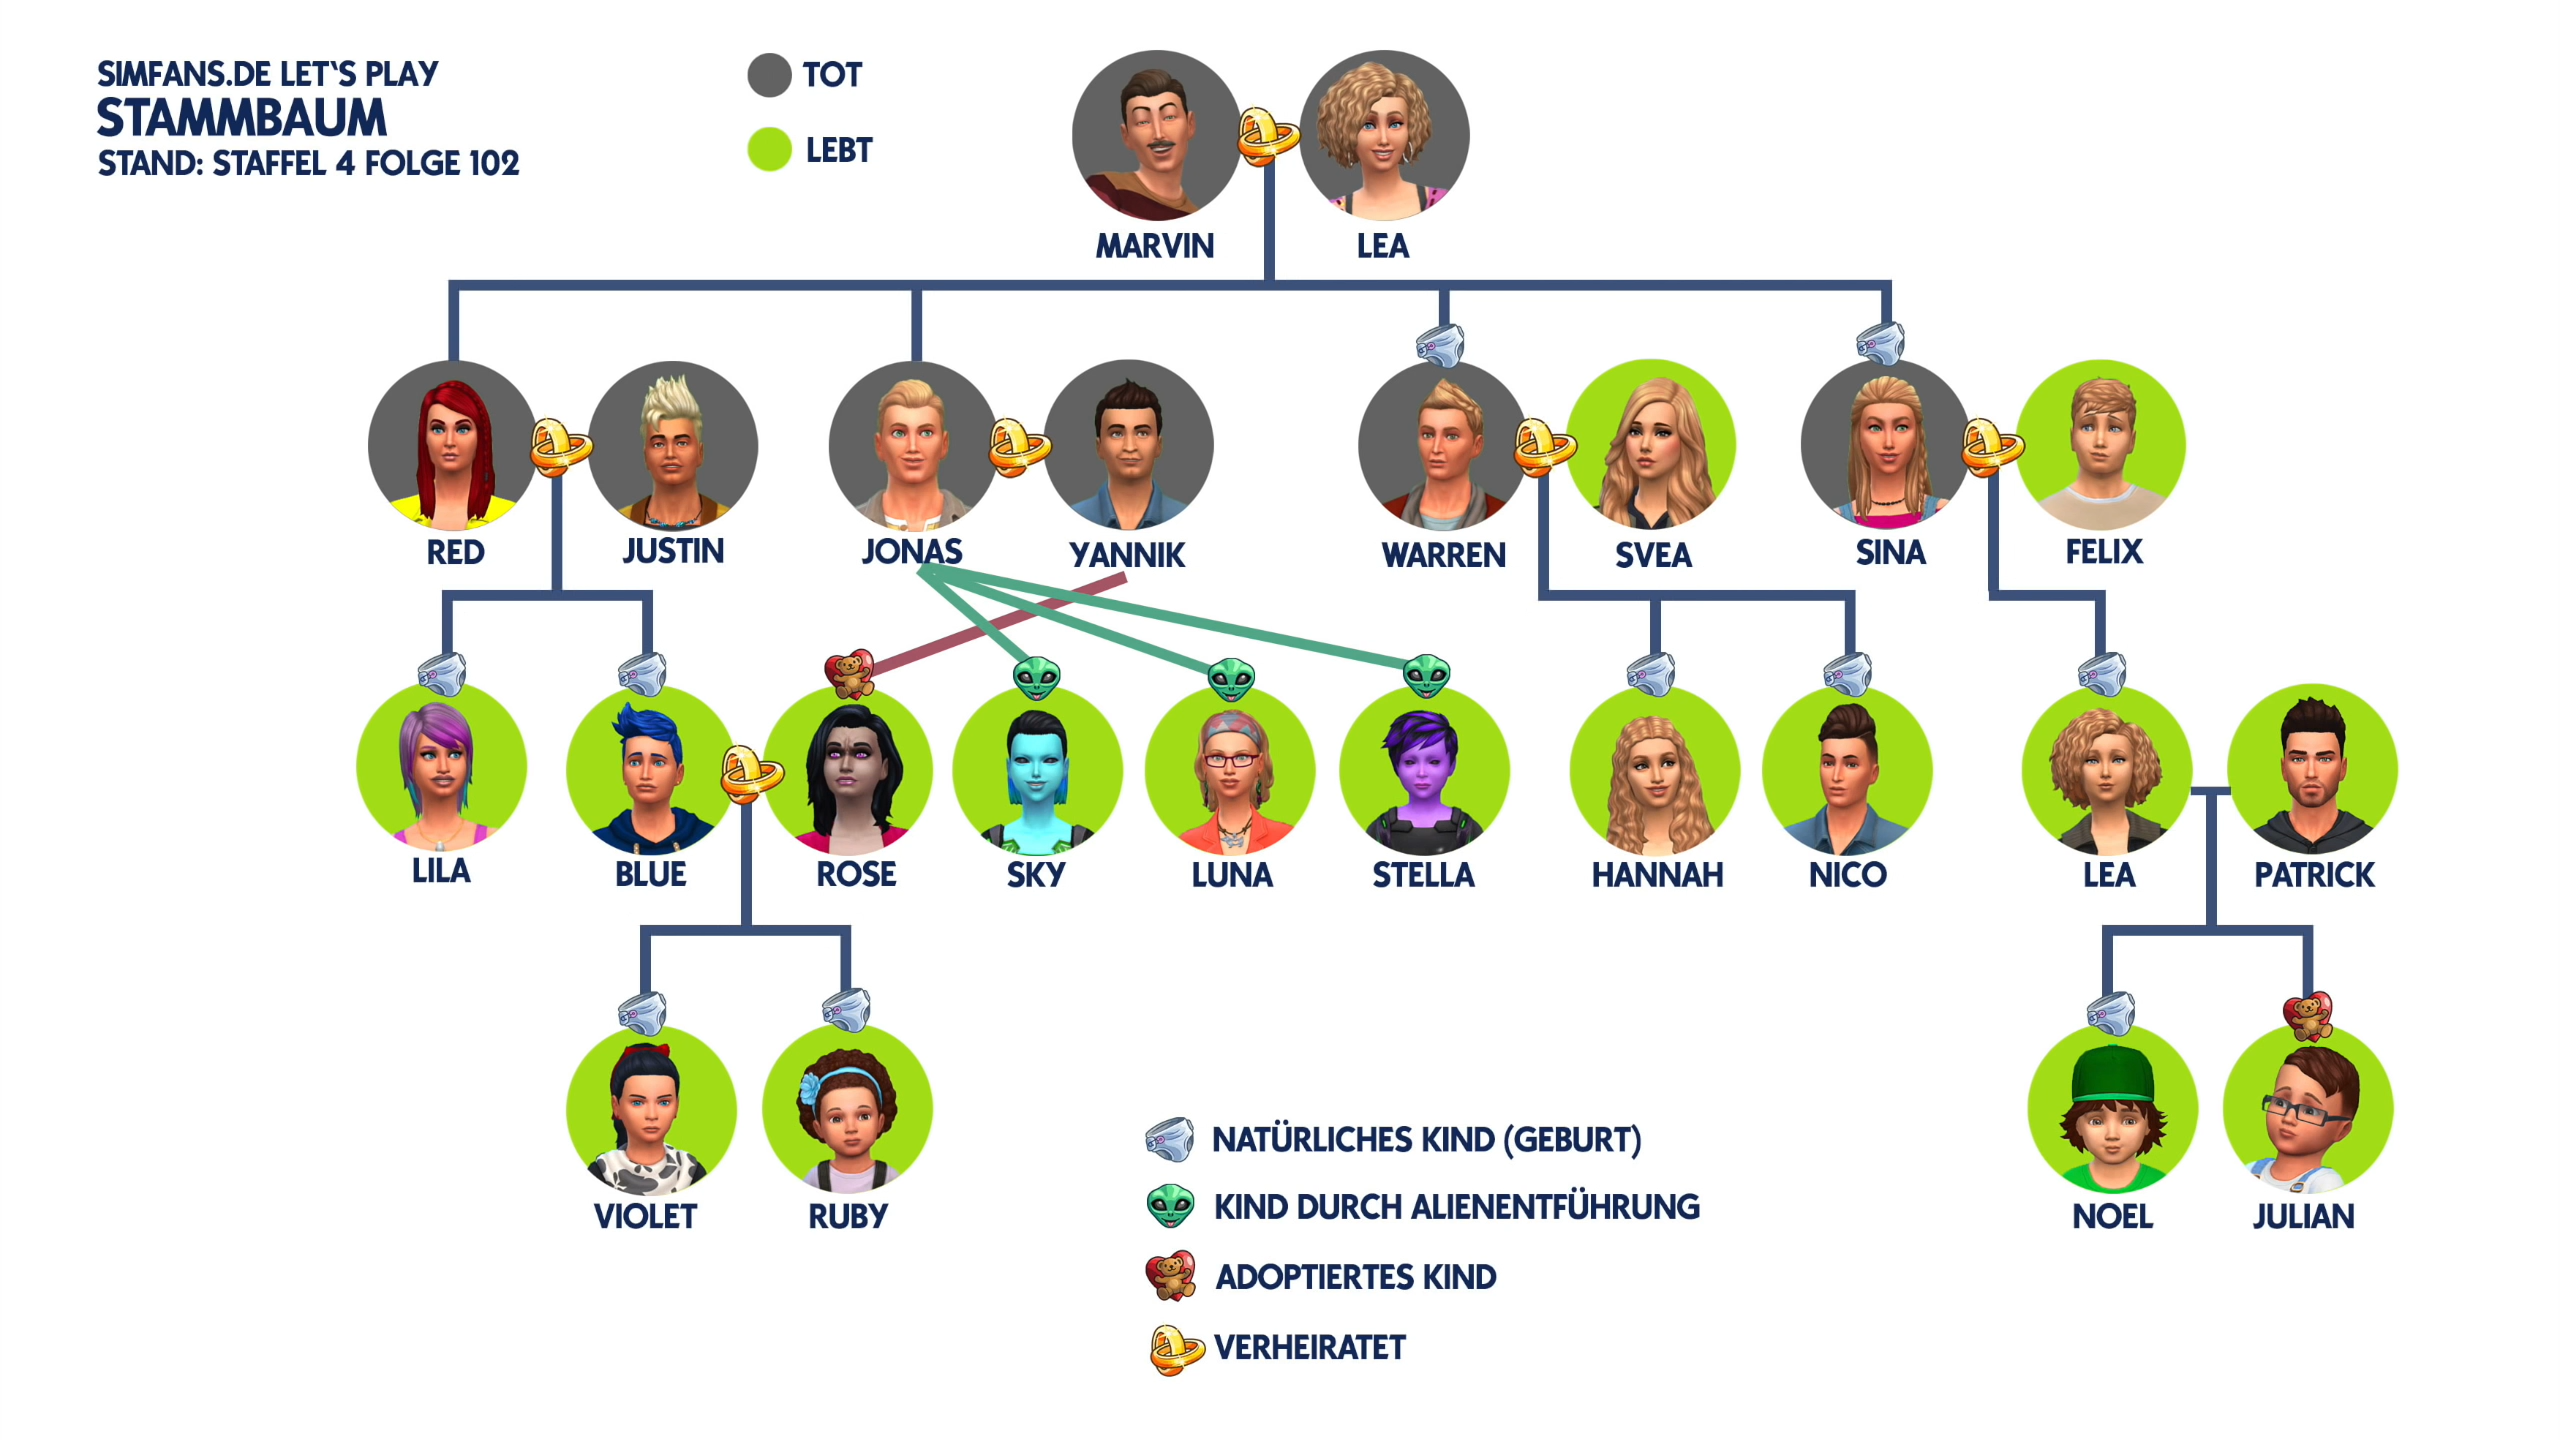 SIMFANS.DE LET'S PLAY
STAMMBAUM
STAND: STAFFEL 4 FOLGE 102
TOT
LEBT
MARVIN
LEA
RED
JUSTIN
JONAS
YANNIK
WARREN
SVEA
SINA
FELIX
LILA
BLUE
ROSE
SKY
LUNA
STELLA
HANNAH
NICO
LEA
PATRICK
VIOLET
RUBY
NOEL
JULIAN
NATÜRLICHES KIND (GEBURT)
KIND DURCH ALIENENTFÜHRUNG
ADOPTIERTES KIND
VERHEIRATET